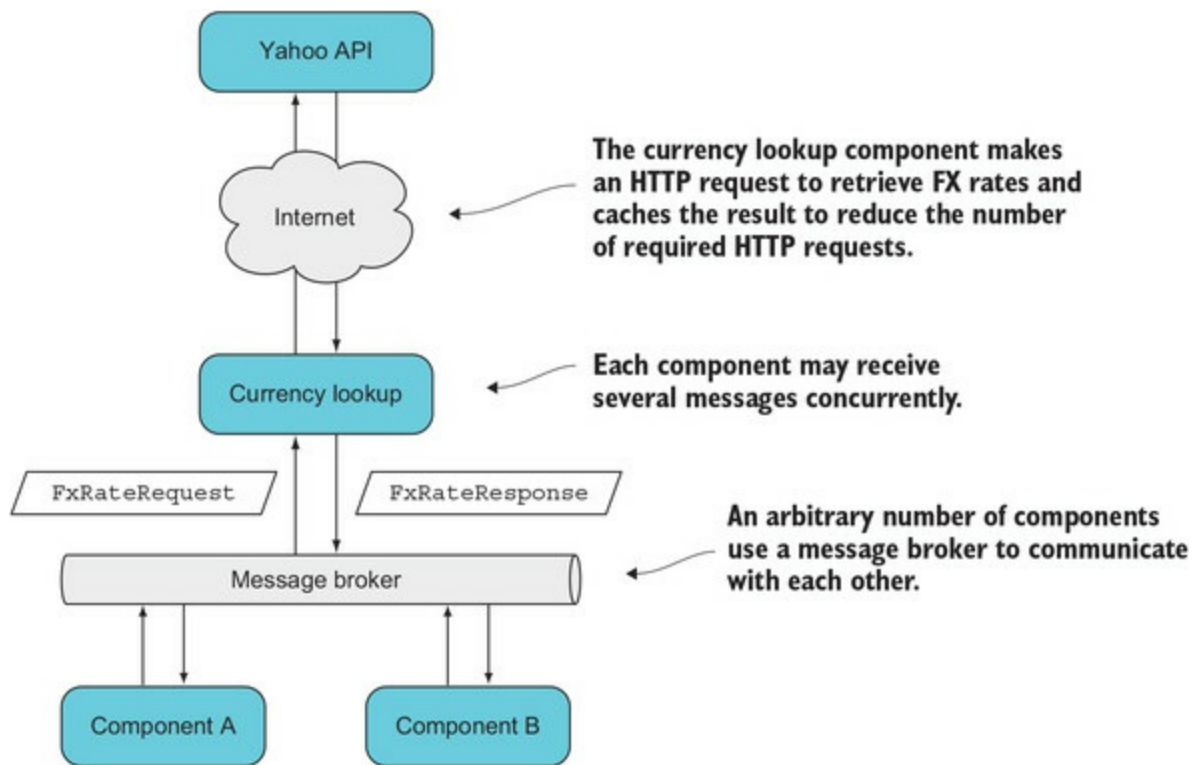 Yahoo API
The currency lookup component makes
an HTTP request to retrieve FX rates and
caches the result to reduce the number
of required HTTP requests.
Internet
Each component may receive
several messages concurrently.
Currency lookup
FxRateRequest
FxRateResponse
An arbitrary number of components
use a message broker to communicate
with each other.
Message broker
Component A
Component B